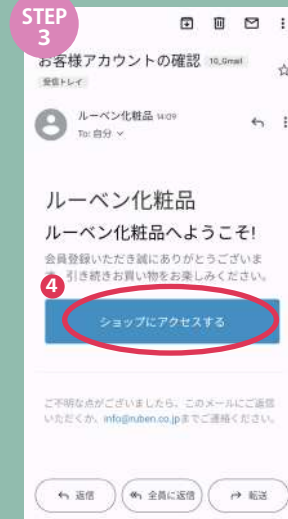 STEP
3
お客様アカウントの確認 10_Gmail
受信トレイ
ルーベン化粧品 14:09
To: 自分
ルーベン化粧品
ルーベン化粧品へようこそ!
会員登録いただき誠にありがとうございま
す。引き続きお買い物をお楽しみください。
4
ショップにアクセスする
ご不明な点がございましたら、このメールにご返信
いただくか、info@ruben.co.jpまでご連絡ください。
返信
全員に返信
転送